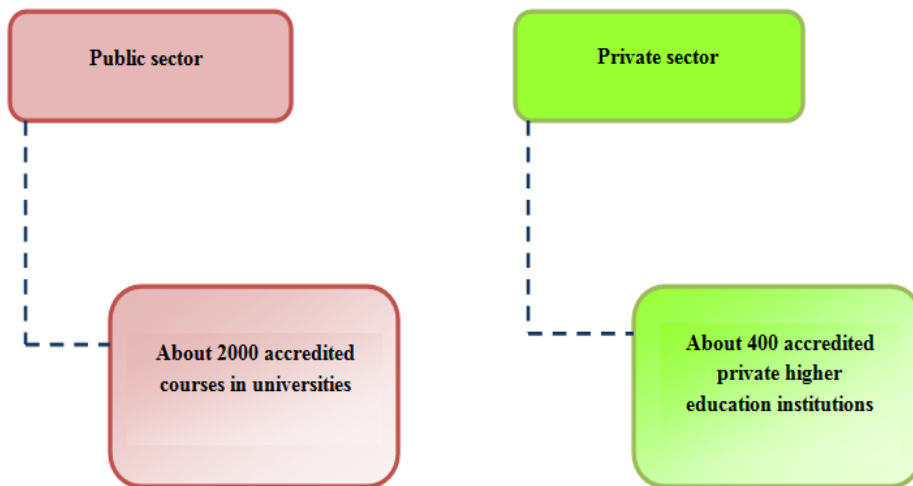 Public sector
Private sector
About 2000 accredited
courses in universities
About 400 accredited
private higher
education institutions